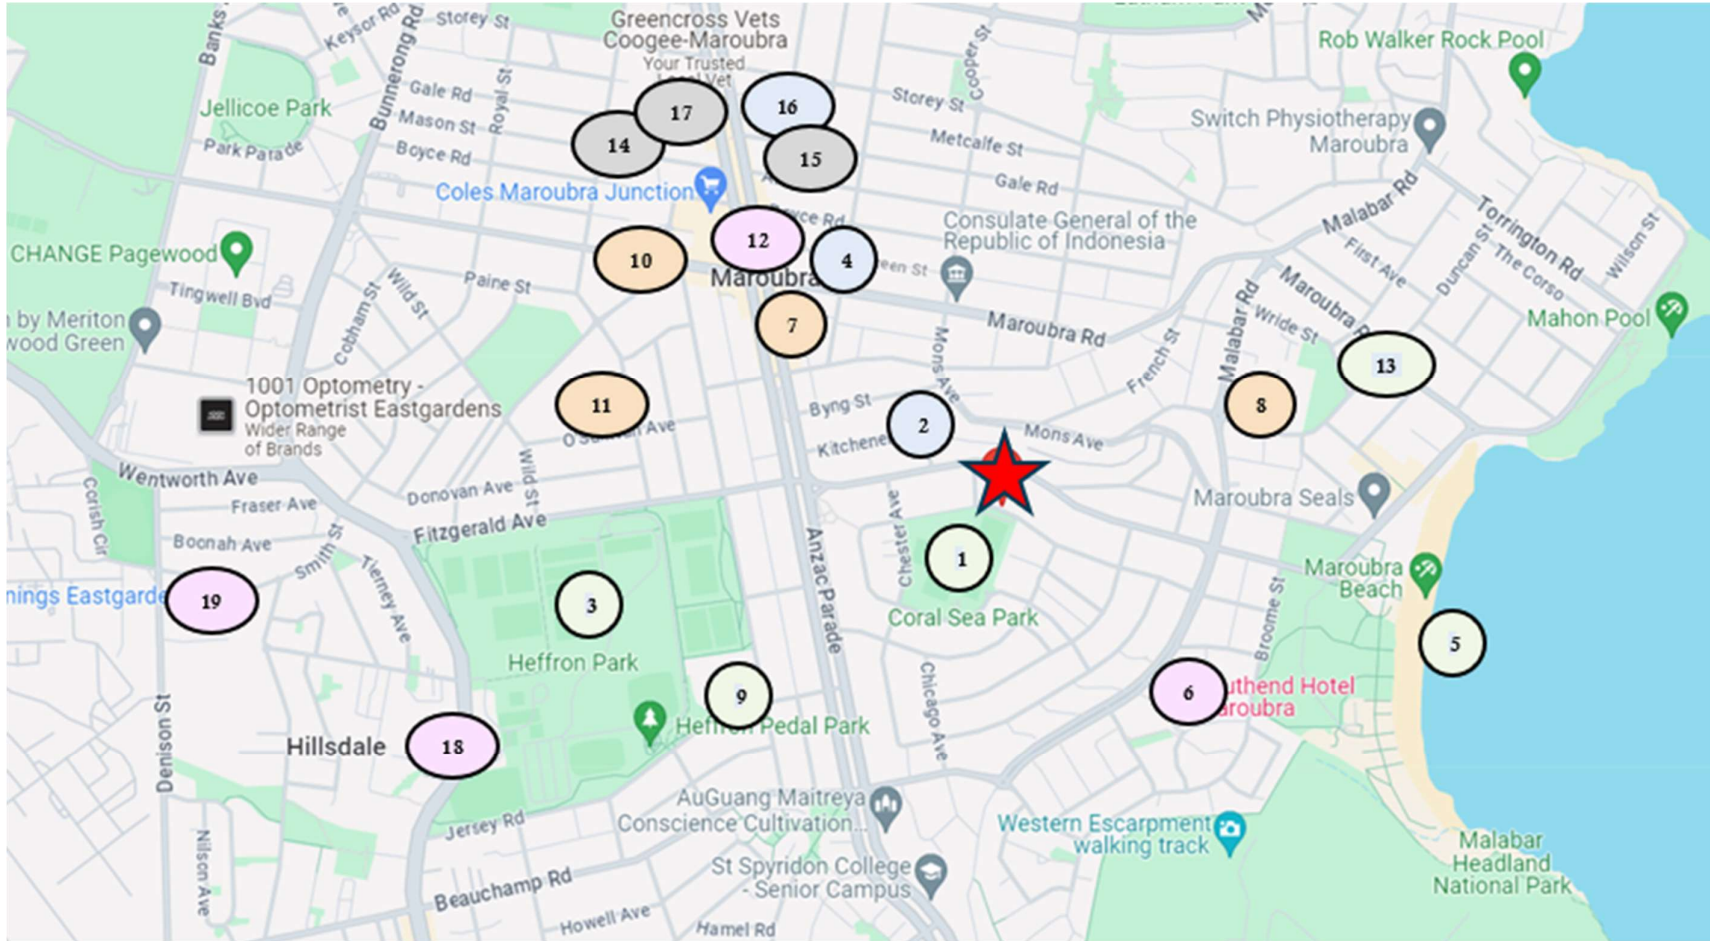 Greencross Vets
Coogee-Maroubra
Your Trusted
Vet
Storey St
Keysor Rd
Banks
Bunnerong Rd
Royal St
Gale Rd
Mason St
Boyce Rd
Jellicoe Park
Park Parade
17
16
14
15
Coles Maroubra Junction
Cooper St
Storey St
Metcalfe St
Gale Rd
Rob Walker Rock Pool
Switch Physiotherapy
Maroubra
Malabar Rd
Torrington Rd
Wilson St
First Ave
Duncan St
The Corso
Consulate General of the
Republic of Indonesia
CHANGE Pagewood
Tingwell Bvd
Wild St
Cobham St
Paine St
10
12
4
Maroubra
7
Maroubra Rd
Mons Ave
French St
Malabar Rd
Wride St
Maroubra
Mahon Pool
13
by Meriton
wood Green
1001 Optometry -
Optometrist Eastgardens
Wider Range
of Brands
11
Byng St
2
Mons Ave
8
Wentworth Ave
Fraser Ave
Boonah Ave
Corish Cir
Smith St
Tierney Ave
Donovan Ave
Wild St
Fitzgerald Ave
Anzac Parade
Chester Ave
1
Coral Sea Park
Maroubra Seals
Maroubra
Beach
Broome St
5
19
3
Heffron Park
9
Pedal Park
Chicago Ave
6
uthend Hotel
aroubra
Hillsdale
18
Denison St
Nilson Ave
Jersey Rd
Beauchamp Rd
Howell Ave
Hamel Rd
AuGuang Maitreya
Conscience Cultivation...
St Spyridon College
- Senior Campus
Western Escarpment
walking track
Malabar
Headland
National Park